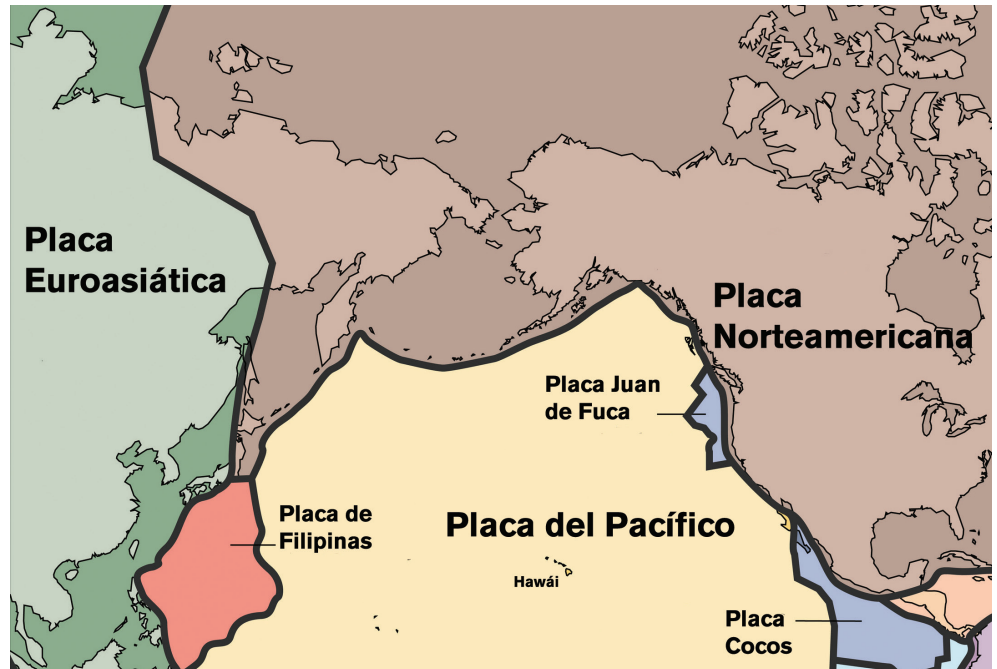 Placa
Euroasiática
Placa
Norteamericana
Placa Juan
de Fuca
Placa de
Filipinas
Placa del Pacífico
Hawái
Placa
Cocos